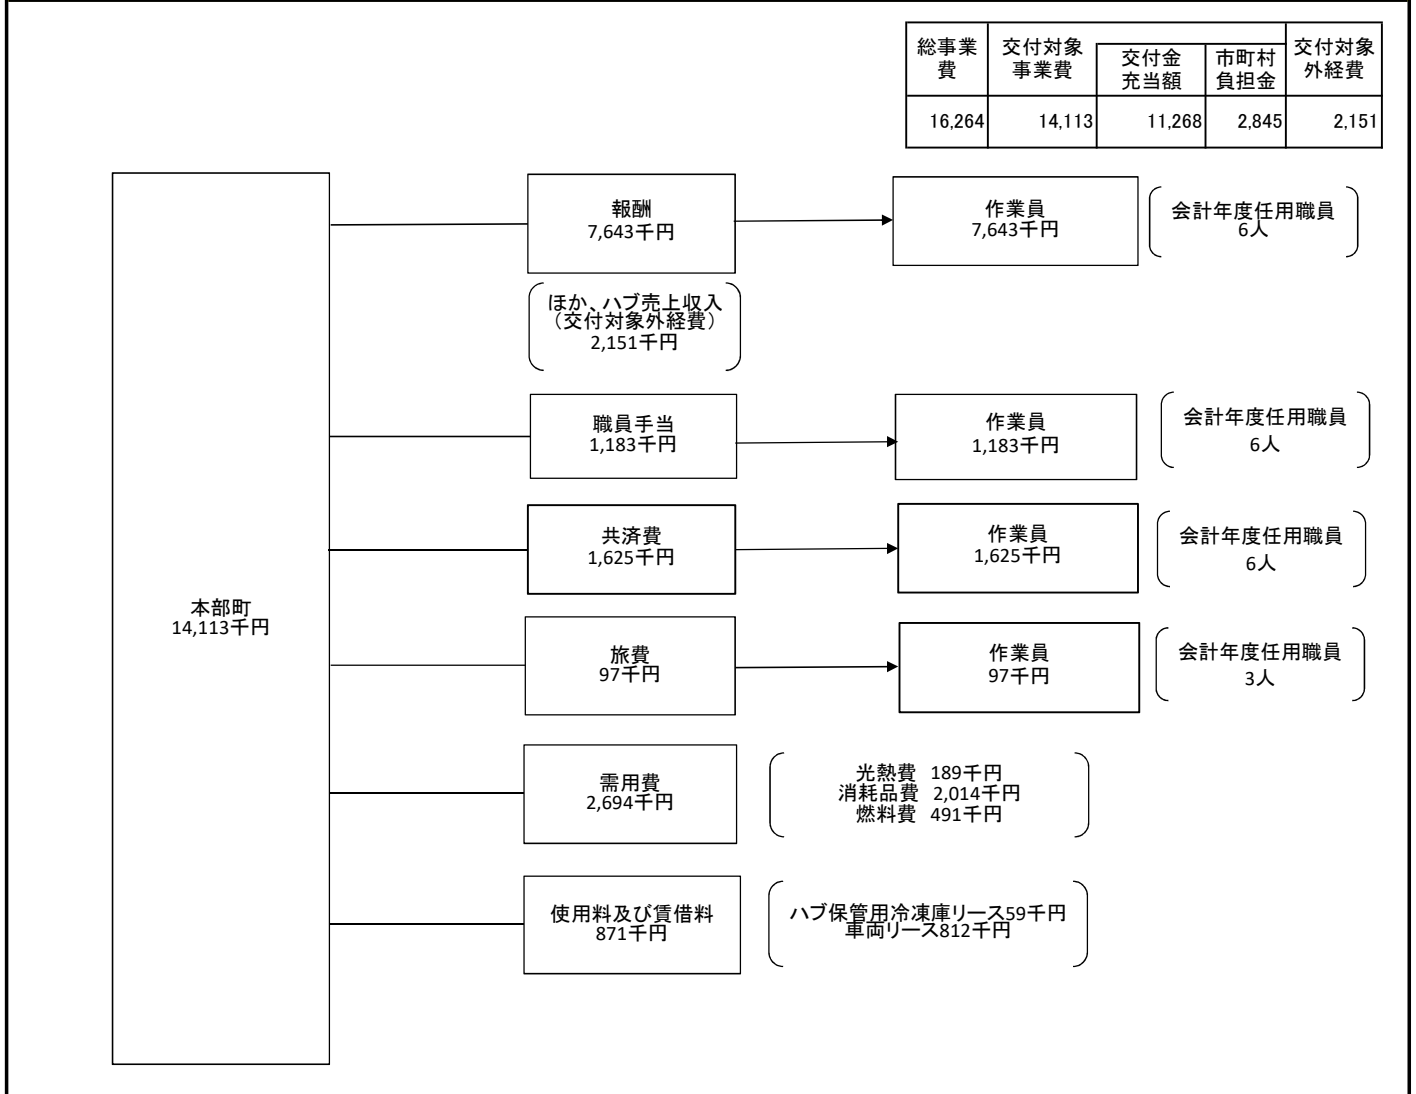 総事業
費
交付対象
事業費
交付金
充当額
市町村
負担金
交付対象
外経費
16,264
14,113
11,268
2,845
2,151
本部町
14,113千円
報酬
7,643千円
作業員
7,643千円
会計年度任用職員
6人
ほか、ハブ売上収入
（交付対象外経費）
2,151千円
職員手当
1,183千円
作業員
1,183千円
会計年度任用職員
6人
共済費
1,625千円
作業員
1,625千円
会計年度任用職員
6人
旅費
97千円
作業員
97千円
会計年度任用職員
3人
需用費
2,694千円
光熱費 189千円
消耗品費 2,014千円
燃料費 491千円
使用料及び賃借料
871千円
ハブ保管用冷凍庫リース59千円
車両リース812千円